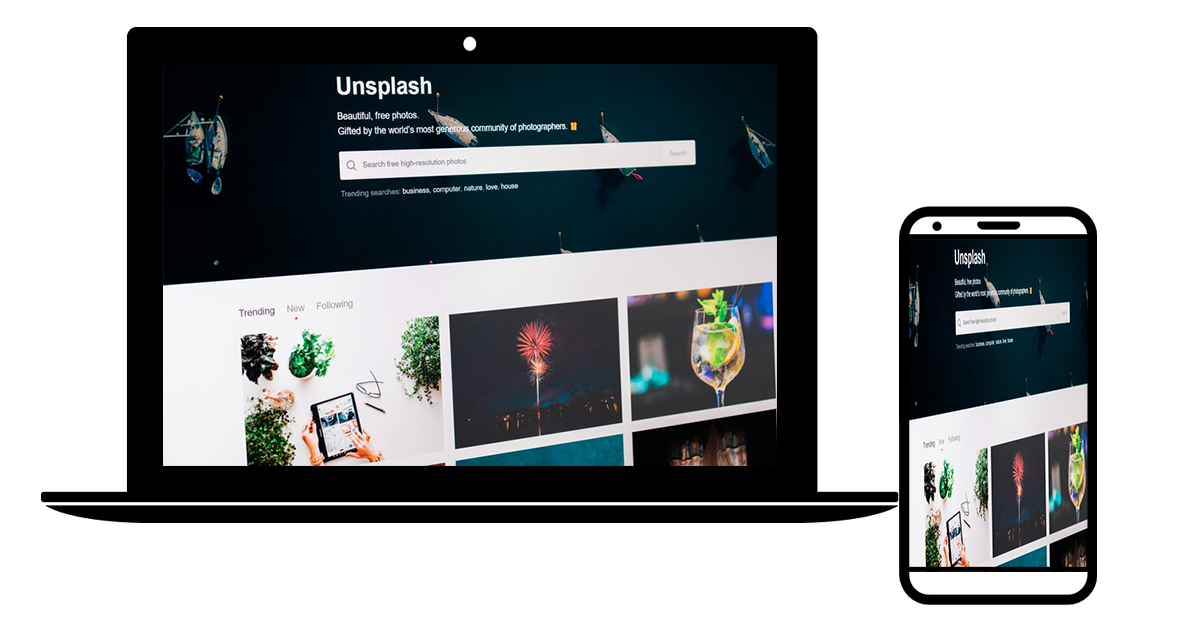 Unsplash
Beautiful, free photos.
Gifted by the world's most generous community of photographers.
Search free high-resolution photos
Search
Trending searches: business, computer, nature, love, house
Trending New Following
Unsplash
Beautiful, free photos.
Gifted by the world's most generous community of photographers.
Search free high-resolution photos
Trending searches: business, computer, nature, love, house
Trending New Following